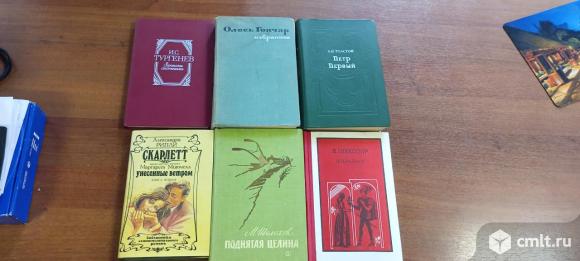 И.С.
ТУРГЕНЕВ
Олесь Гончар
избранное
А.Н.ТОЛСТОЙ
Петр
Первый
Александра
РИПЛИ
СКАРЛЕТТ
Маргарет Митчелл
УНЕСЕННЫЕ ВЕТРОМ
М. Шолохов
ПОДНЯТАЯ ЦЕЛИНА
cmlt.ru